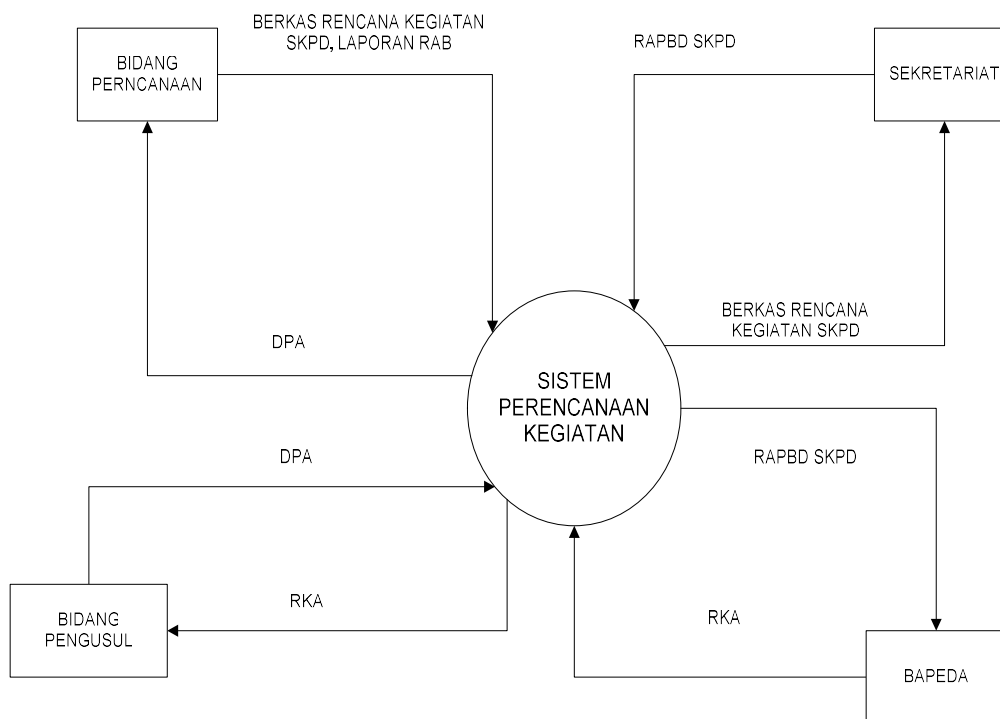 BERKAS RENCANA KEGIATAN
SKPD, LAPORAN RAB
BIDANG
PERNCANAAN
RAPBD SKPD
SEKRETARIAT
DPA
BERKAS RENCANA
KEGIATAN SKPD
SISTEM
PERENCANAAN
KEGIATAN
DPA
RAPBD SKPD
BIDANG
PENGUSUL
RKA
RKA
BAPEDA